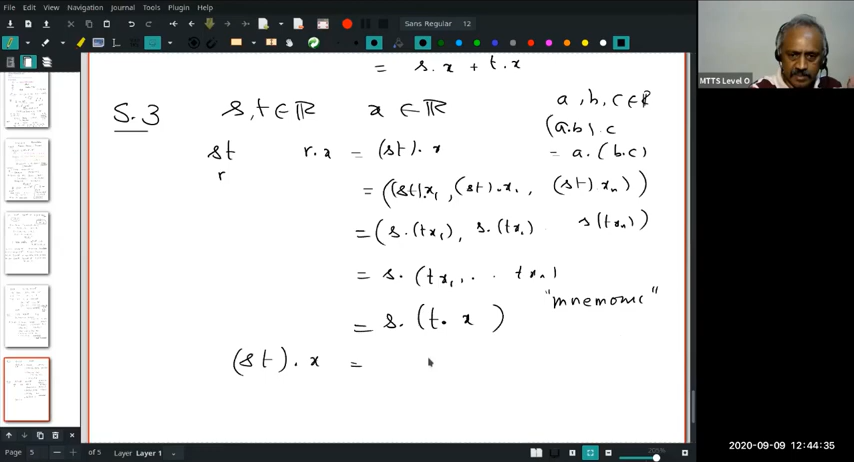 File Edit View Navigation Journal Tools Plugin Help
Sans Regular 12
= s.x + t.x
S.3 s,t ∈ ℝ x ∈ ℝ a, b, c ∈ ℝ
(a.b).c
st r.x = (st).x = a.(b.c)
r
= ((st).x₁, (st).x₂, (st)xₙ))
= (s.(tx₁), s.(tx₂) s(txₙ))
= s.(tx₁, . . txₙ)
"mnemonic"
= s.(t.x)
(st).x =
MTTS Level O
2020-09-09 12:44:35
Page 5 of 5 Layer Layer 1
205%